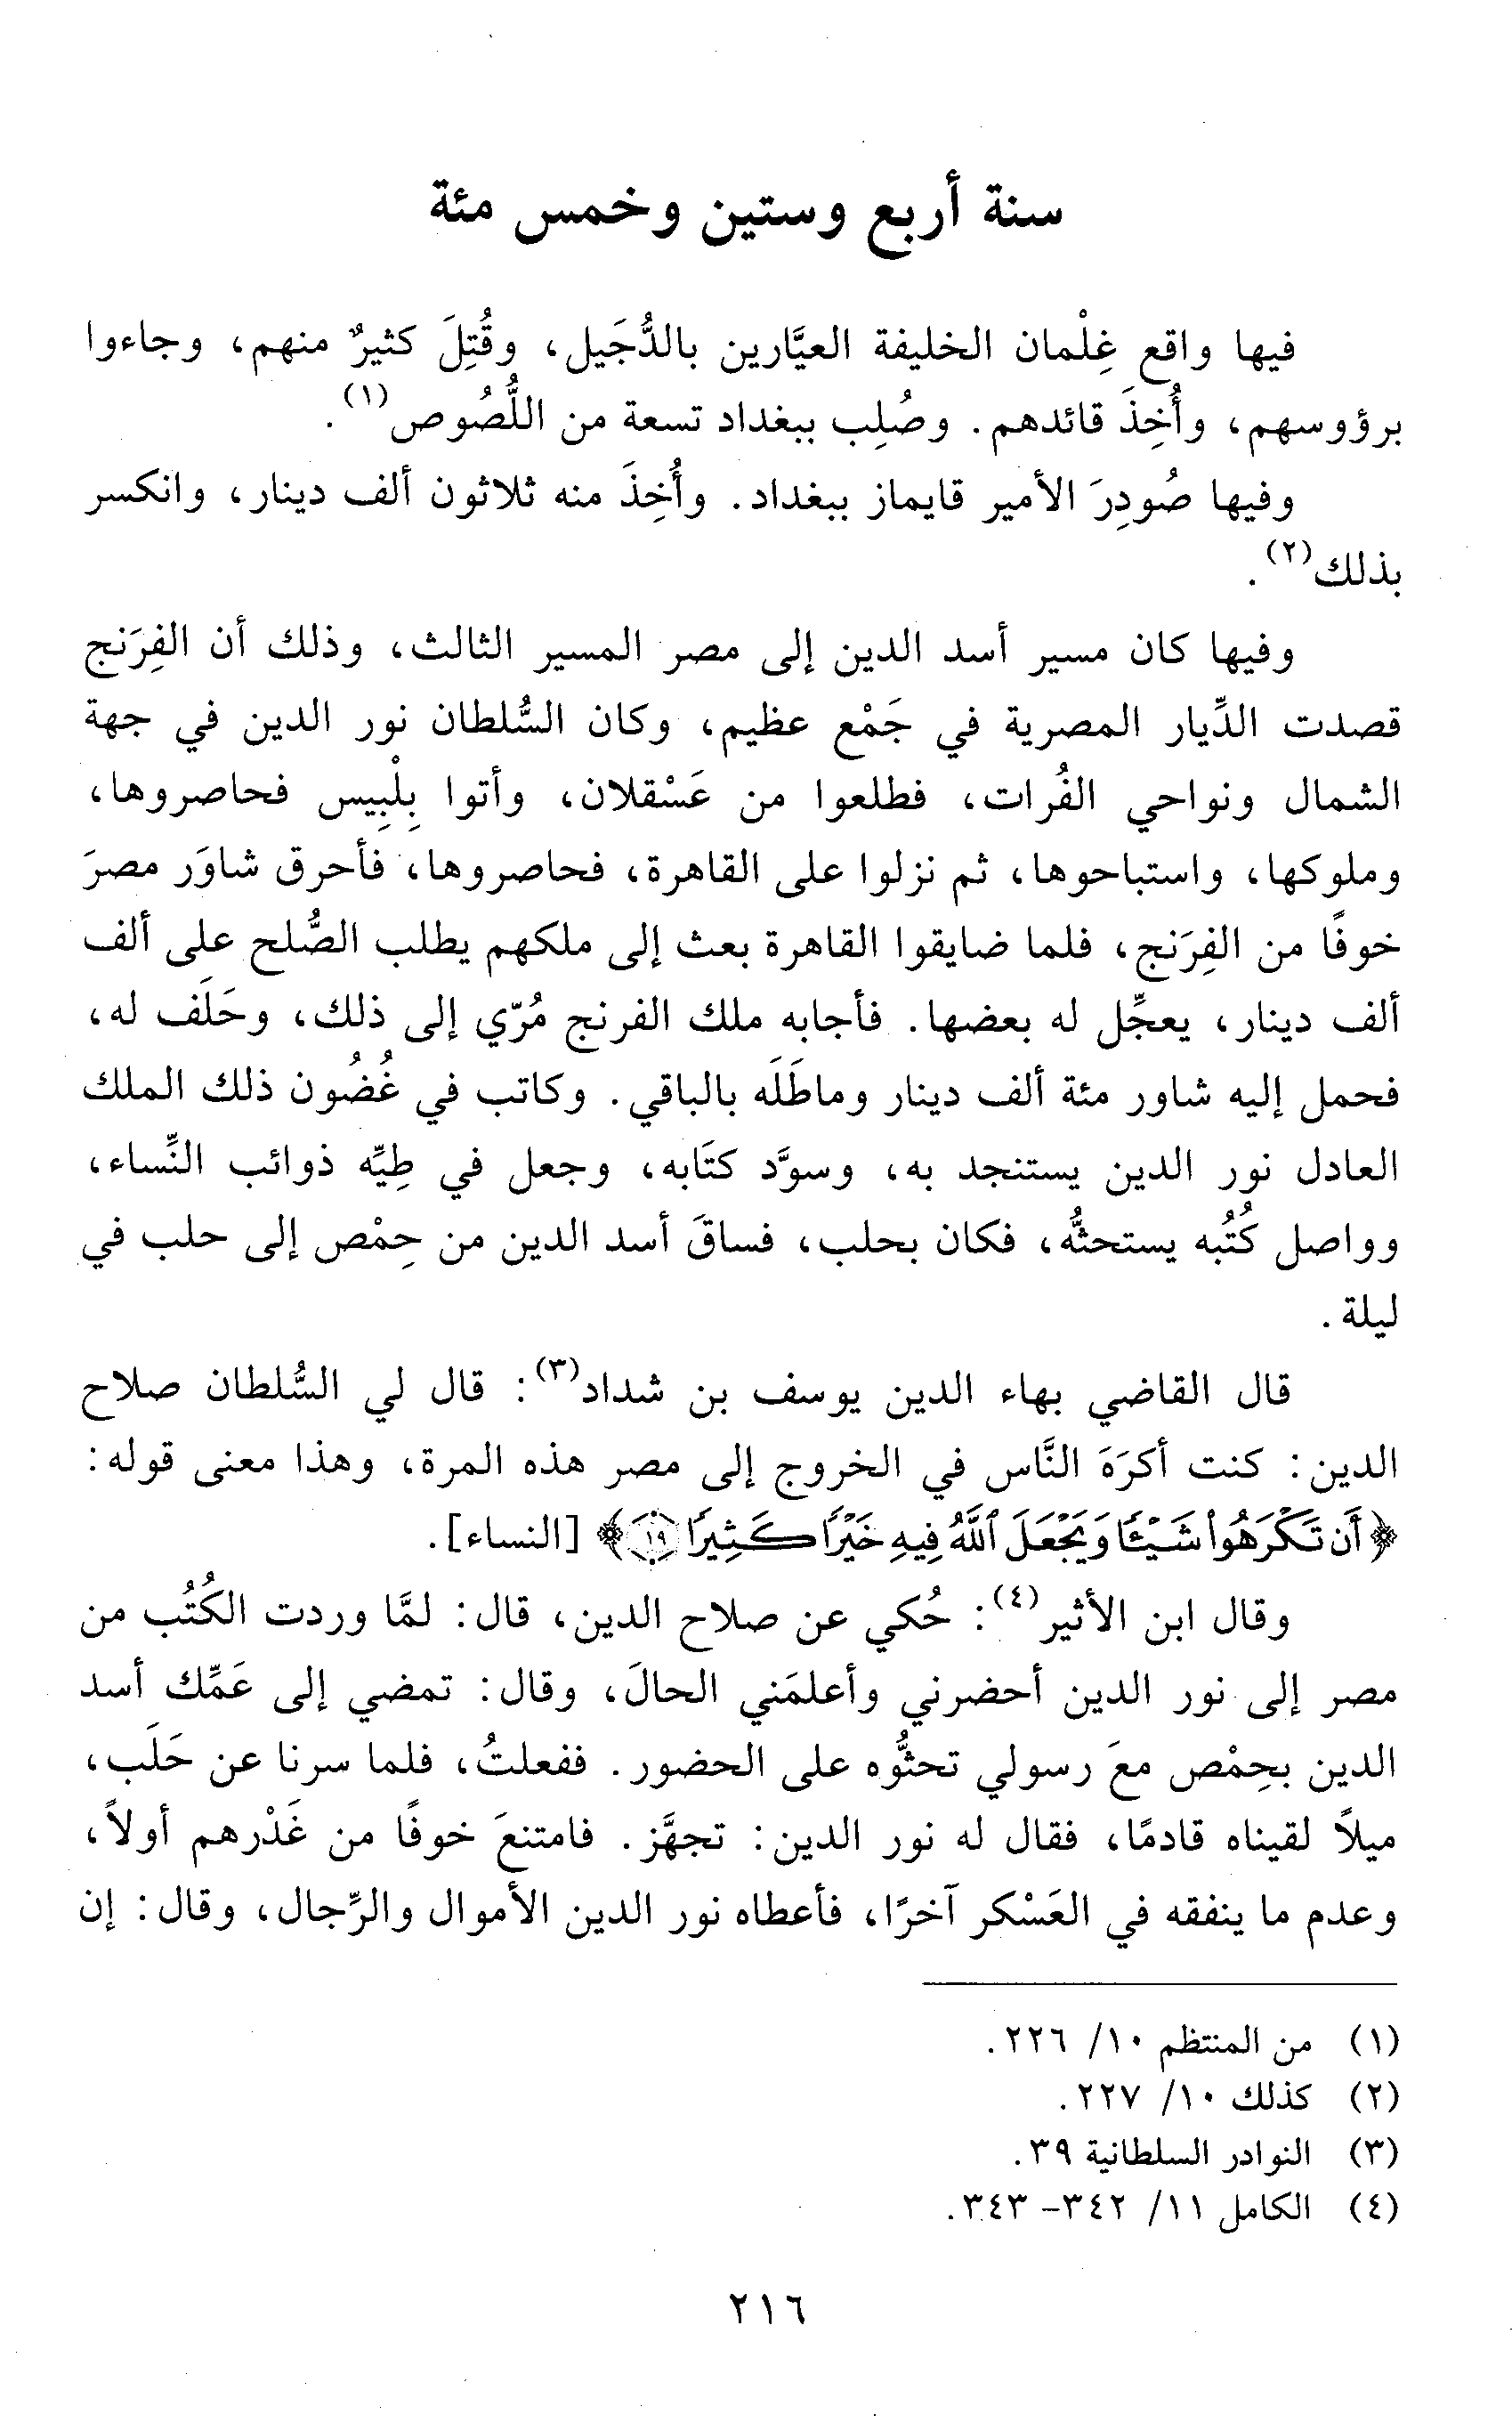 سنة أربع وستين وخمس مئة
فيها واقع غِلْمان الخليفة العيَّارين بالدُّجَيل، وقُتِلَ كثيرٌ منهم، وجاءوا
برؤوسهم، وأُخِذَ قائدهم. وصُلِب ببغداد تسعة من اللُّصُوص(١).
وفيها صُودِرَ الأمير قايماز ببغداد. وأُخِذَ منه ثلاثون ألف دينار، وانكسر
بذلك(٢).
وفيها كان مسير أسد الدين إلى مصر المسير الثالث، وذلك أن الفِرَنج
قصدت الدِّيار المصرية في جَمْع عظيم، وكان السُّلطان نور الدين في جهة
الشمال ونواحي الفُرات، فطلعوا من عَسْقلان، وأتوا بِلْبِيس فحاصروها،
وملوكها، واستباحوها، ثم نزلوا على القاهرة، فحاصروها، فأحرق شاوَر مصرَ
خوفًا من الفِرَنج، فلما ضايقوا القاهرة بعث إلى ملكهم يطلب الصُّلح على ألف
ألف دينار، يعجِّل له بعضها. فأجابه ملك الفرنج مُرّي إلى ذلك، وحَلَف له،
فحمل إليه شاور مئة ألف دينار وماطَلَه بالباقي. وكاتب في غُضُون ذلك الملك
العادل نور الدين يستنجد به، وسوَّد كتَابه، وجعل في طِيِّه ذوائب النِّساء،
وواصل كُتُبه يستحثُّه، فكان بحلب، فساقَ أسد الدين من حِمْص إلى حلب في
ليلة.
قال القاضي بهاء الدين يوسف بن شداد(٣): قال لي السُّلطان صلاح
الدين: كنت أكرَهَ النَّاس في الخروج إلى مصر هذه المرة، وهذا معنى قوله:
﴿أَن تَكْرَهُواْ شَيْـًٔا وَيَجْعَلَ ٱللَّهُ فِيهِ خَيْرًا كَثِيرًا ١٩﴾ [النساء].
وقال ابن الأثير(٤): حُكي عن صلاح الدين، قال: لمَّا وردت الكُتُب من
مصر إلى نور الدين أحضرني وأعلمَني الحالَ، وقال: تمضي إلى عَمِّك أسد
الدين بحِمْص معَ رسولي تحثُّوه على الحضور. ففعلتُ، فلما سرنا عن حَلَب،
ميلاً لقيناه قادمًا، فقال له نور الدين: تجهَّز. فامتنعَ خوفًا من غَدْرهم أولاً،
وعدم ما ينفقه في العَسْكر آخرًا، فأعطاه نور الدين الأموال والرِّجال، وقال: إن
(١) من المنتظم ١٠/ ٢٢٦.
(٢) كذلك ١٠/ ٢٢٧.
(٣) النوادر السلطانية ٣٩.
(٤) الكامل ١١/ ٣٤٢- ٣٤٣.
٢١٦